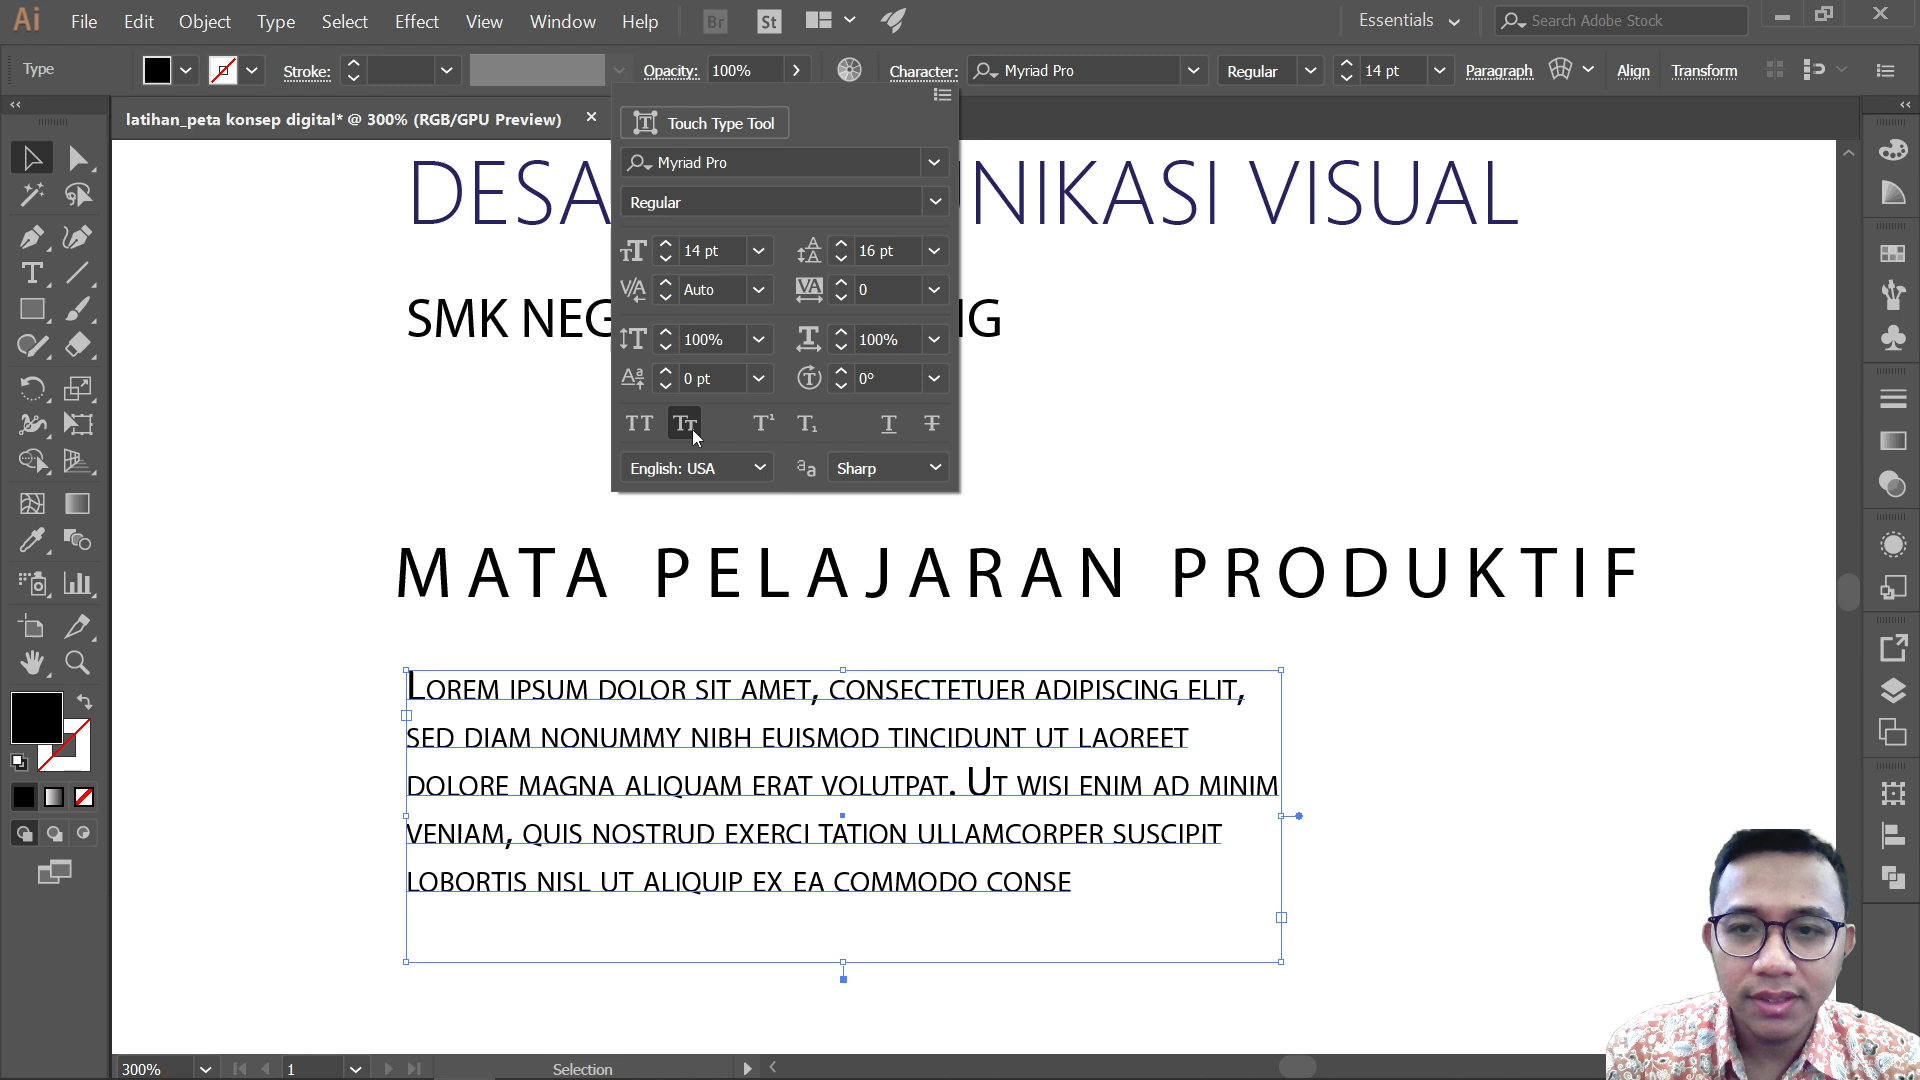 Ai File Edit Object Type Select Effect View Window Help Br St Essentials Search Adobe Stock
Type Stroke: Opacity: 100% Character: Myriad Pro Regular 14 pt Paragraph Align Transform
latihan_peta konsep digital* @ 300% (RGB/GPU Preview)
Touch Type Tool
Myriad Pro
Regular
14 pt 16 pt
Auto 0
100% 100%
0 pt 0°
English: USA Sharp
DESA NIKASI VISUAL
SMK NEG G
MATA PELAJARAN PRODUKTIF
Lorem ipsum dolor sit amet, consectetuer adipiscing elit,
sed diam nonummy nibh euismod tincidunt ut laoreet
dolore magna aliquam erat volutpat. Ut wisi enim ad minim
veniam, quis nostrud exerci tation ullamcorper suscipit
lobortis nisl ut aliquip ex ea commodo conse
300% 1 Selection